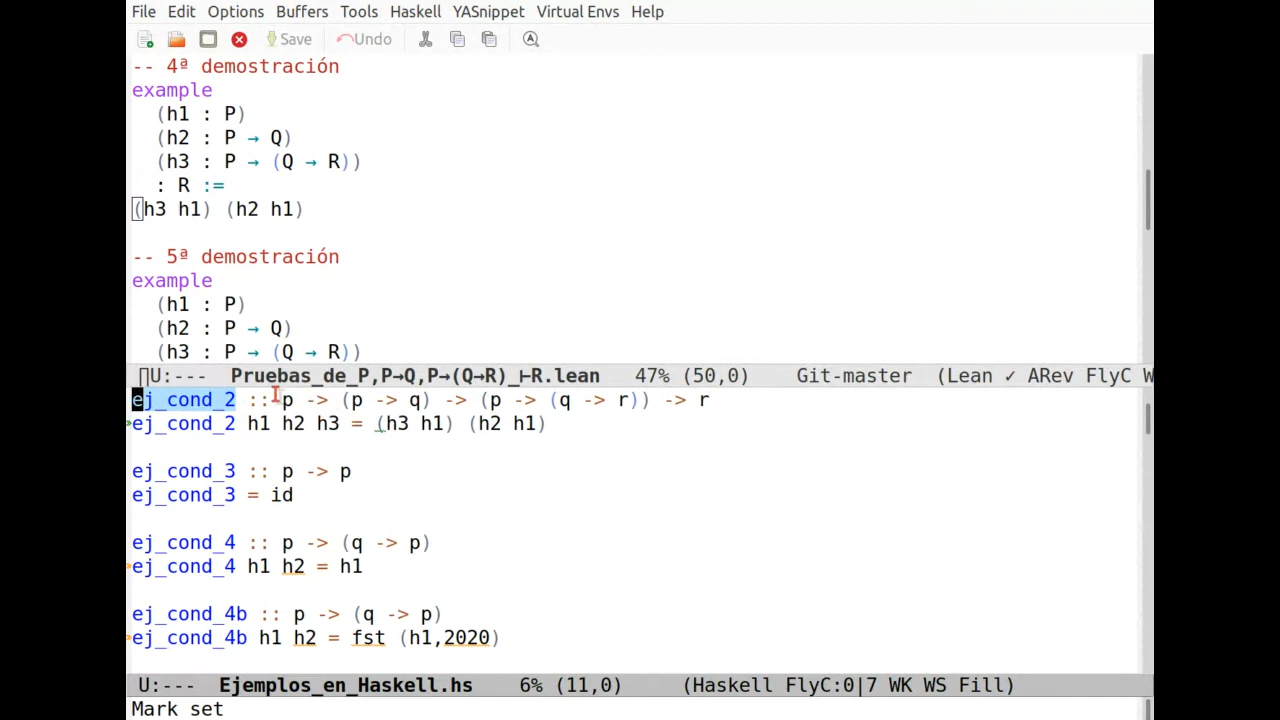 File Edit Options Buffers Tools Haskell YASnippet Virtual Envs Help
Save Undo
-- 4ª demostración
example
(h1 : P)
(h2 : P → Q)
(h3 : P → (Q → R))
: R :=
(h3 h1) (h2 h1)
-- 5ª demostración
example
(h1 : P)
(h2 : P → Q)
(h3 : P → (Q → R))
∏U:--- Pruebas_de_P,P→Q,P→(Q→R)_⊢R.lean 47% (50,0) Git-master (Lean ✓ ARev FlyC W
ej_cond_2 :: p -> (p -> q) -> (p -> (q -> r)) -> r
ej_cond_2 h1 h2 h3 = (h3 h1) (h2 h1)
ej_cond_3 :: p -> p
ej_cond_3 = id
ej_cond_4 :: p -> (q -> p)
ej_cond_4 h1 h2 = h1
ej_cond_4b :: p -> (q -> p)
ej_cond_4b h1 h2 = fst (h1,2020)
U:--- Ejemplos_en_Haskell.hs 6% (11,0) (Haskell FlyC:0|7 WK WS Fill)
Mark set